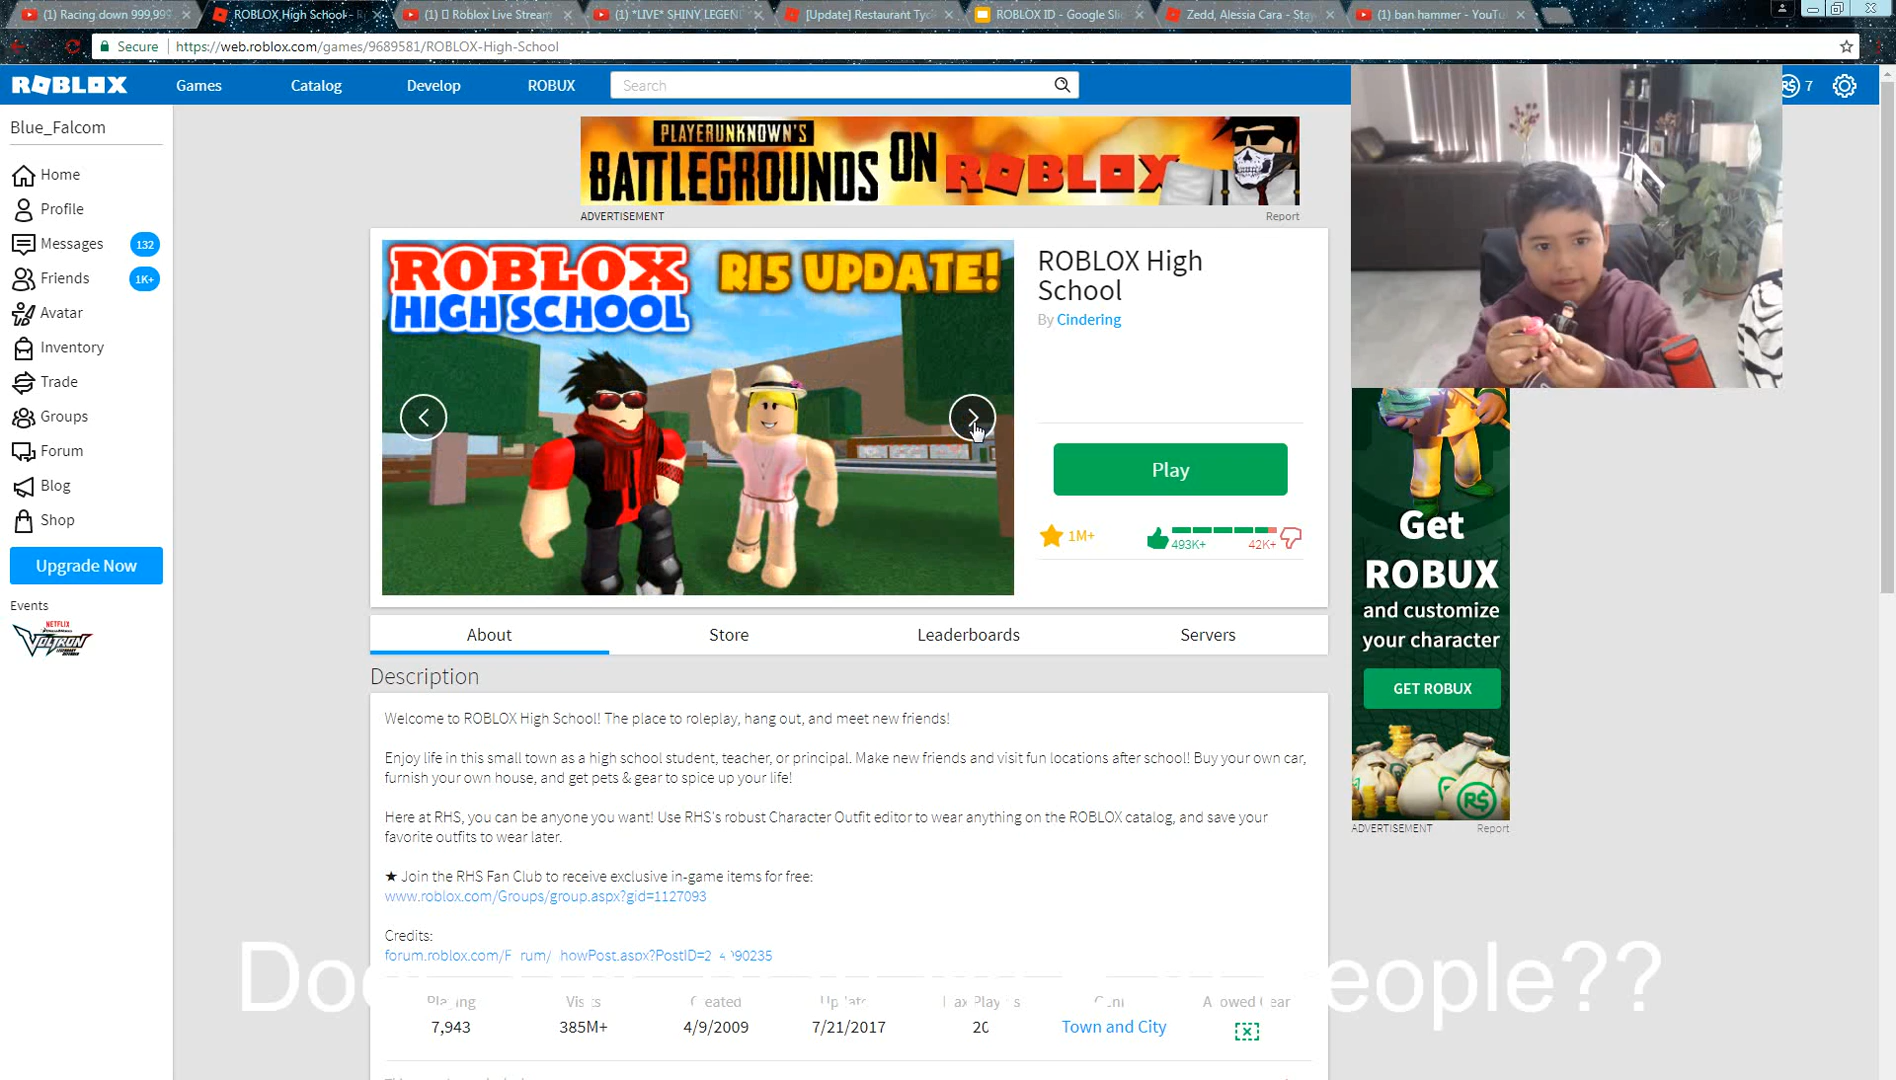 (1) Racing down 999,999
ROBLOX High School - R
Roblox Live Stream
(1) *LIVE* SHINY LEGEN
[Update] Restaurant Tyc
ROBLOX ID - Google Sli
Zedd, Alessia Cara - Stay
(1) ban hammer - YouTu
Secure https://web.roblox.com/games/9689581/ROBLOX-High-School
ROBLOX Games Catalog Develop ROBUX Search R$ 7
Blue_Falcom
Home
Profile
Messages 132
Friends 1K+
Avatar
Inventory
Trade
Groups
Forum
Blog
Shop
Upgrade Now
Events
NETFLIX
VOLTRON
PLAYERUNKNOWN'S
BATTLEGROUNDS ON ROBLOX
ADVERTISEMENT Report
ROBLOX
HIGH SCHOOL
R15 UPDATE!
ROBLOX High
School
By Cindering
Play
1M+ 493K+ 42K+
About Store Leaderboards Servers
Description
Welcome to ROBLOX High School! The place to roleplay, hang out, and meet new friends!
Enjoy life in this small town as a high school student, teacher, or principal. Make new friends and visit fun locations after school! Buy your own car,
furnish your own house, and get pets & gear to spice up your life!
Here at RHS, you can be anyone you want! Use RHS's robust Character Outfit editor to wear anything on the ROBLOX catalog, and save your
favorite outfits to wear later.
★ Join the RHS Fan Club to receive exclusive in-game items for free:
www.roblox.com/Groups/group.aspx?gid=1127093
Credits:
Playing Visits Created
7,943 385M+ 4/9/2009 7/21/2017 20 Town and City
Get
ROBUX
and customize
your character
GET ROBUX
R$
ADVERTISEMENT Report
people??